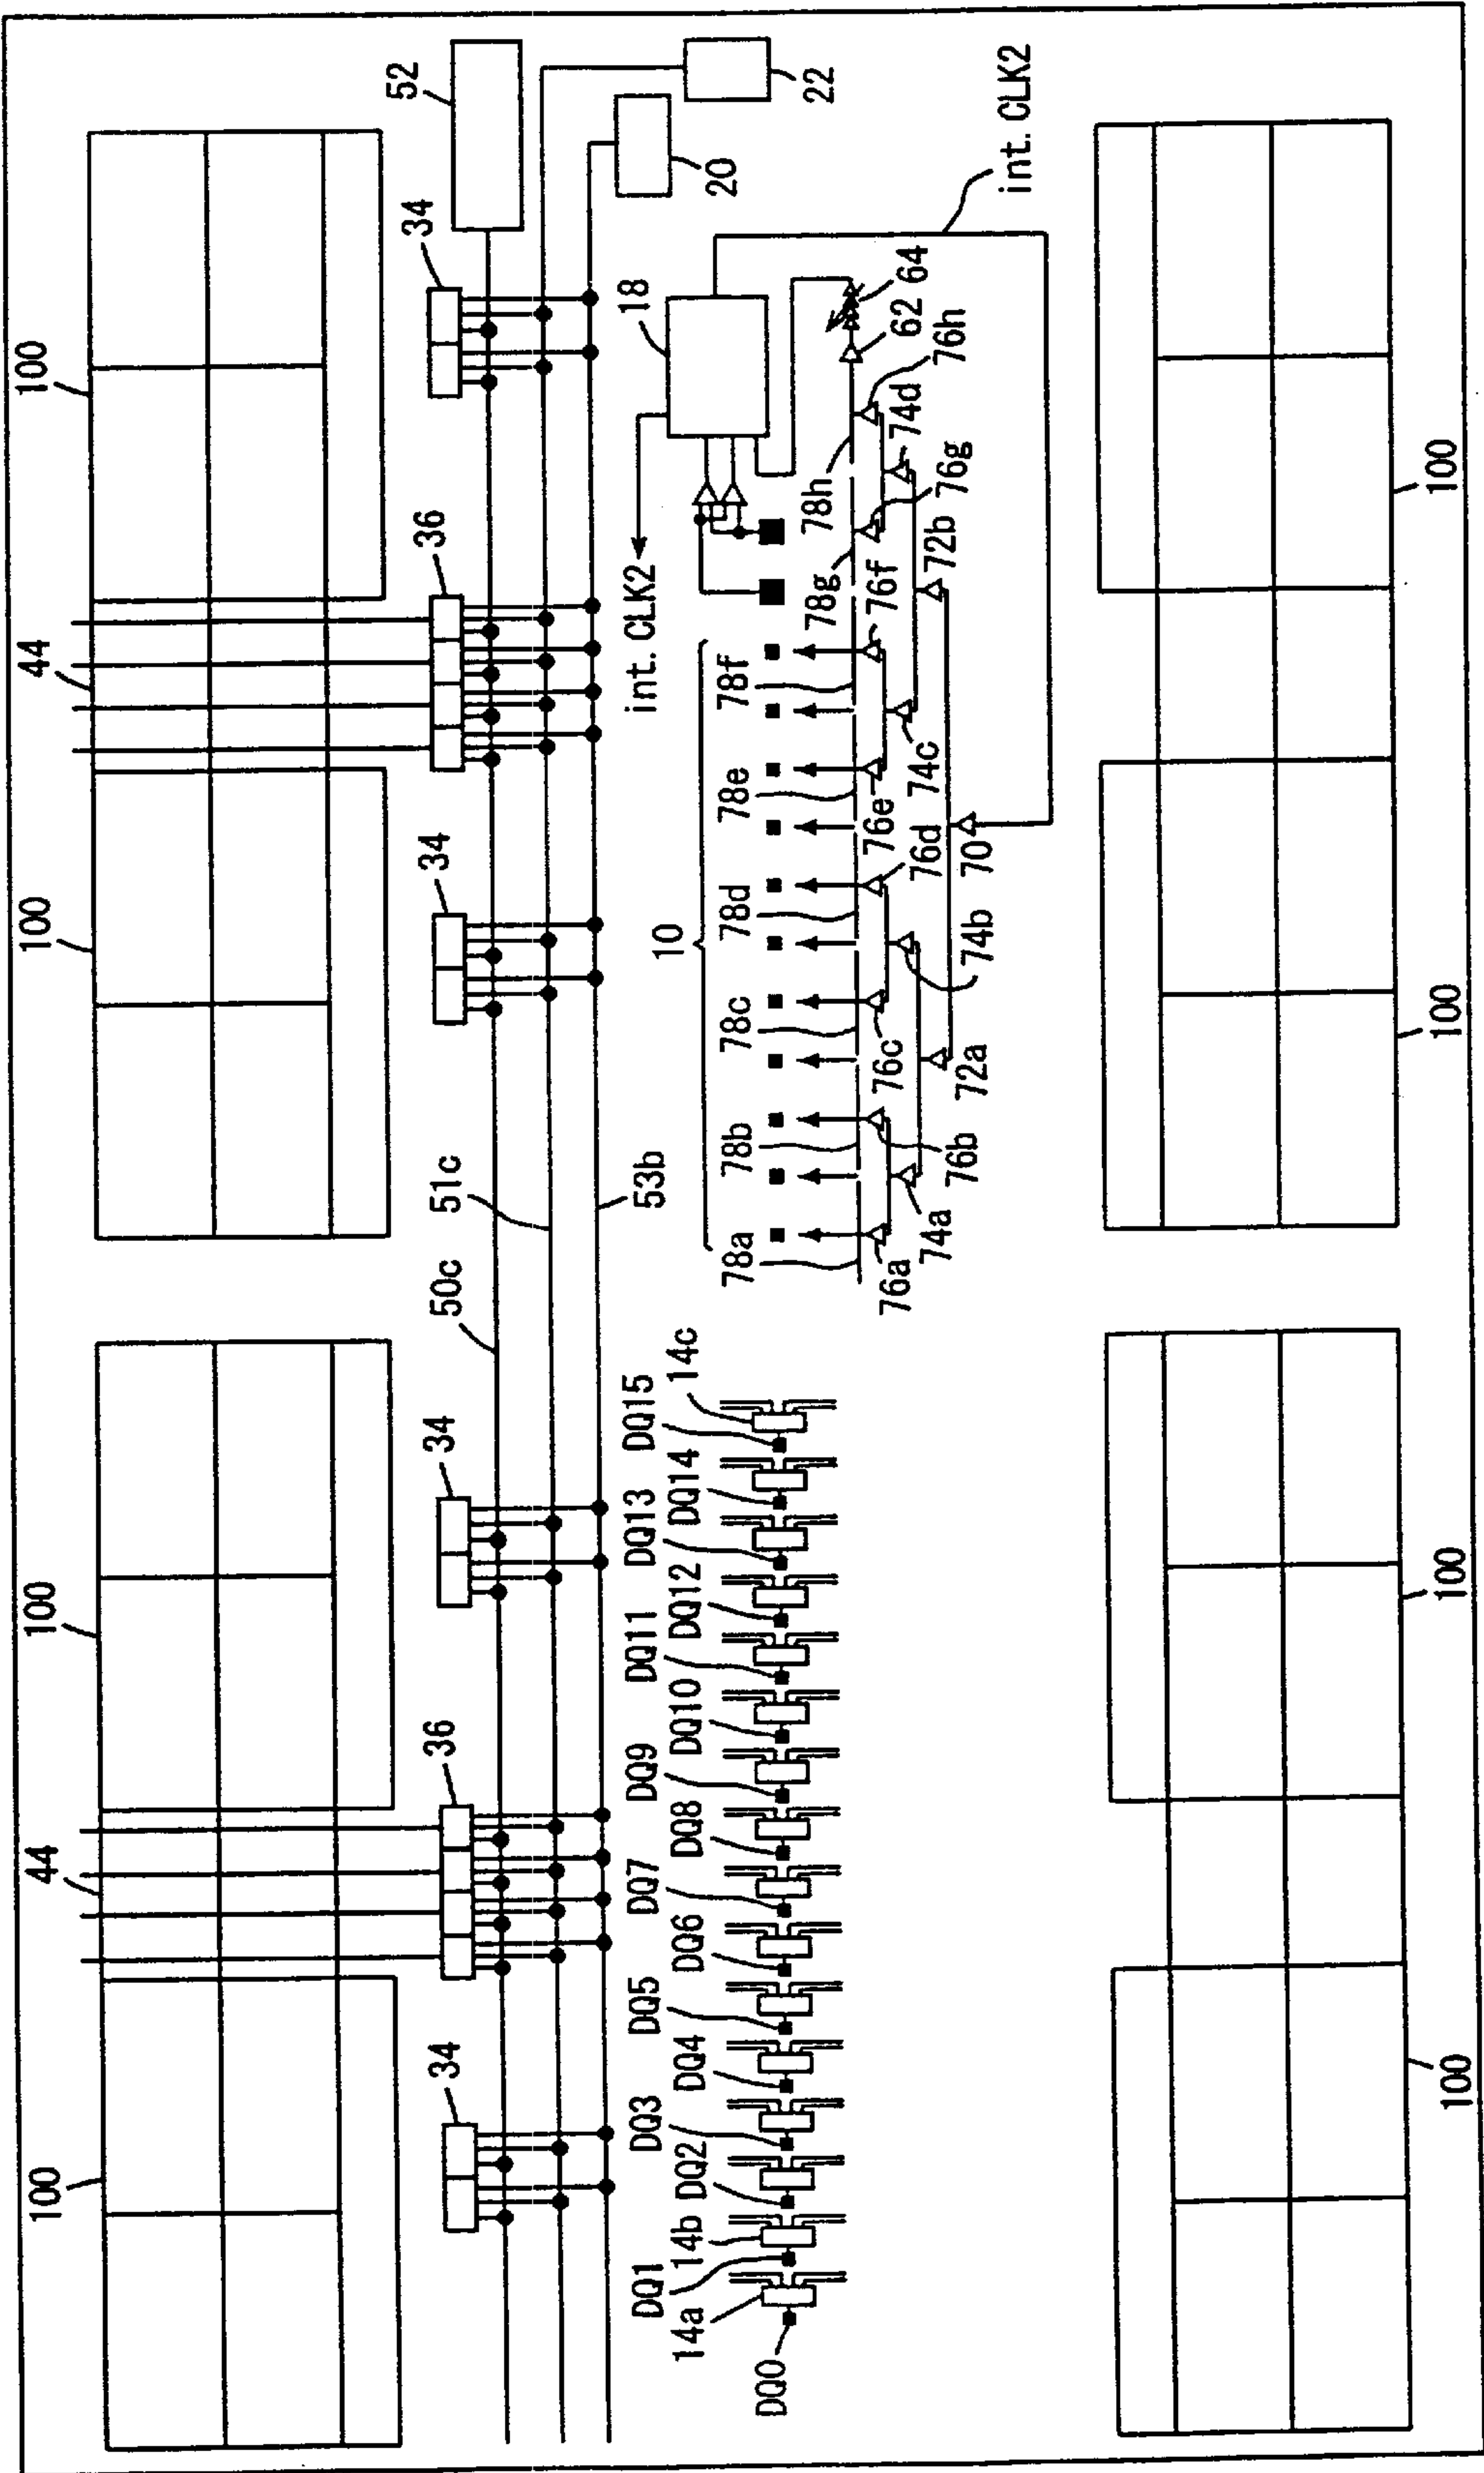 100
44
100
100
44
100
34
36
34
34
36
34
52
50c
51c
53b
20
22
int. CLK2
18
int. CLK2
DQ0
14a
DQ1
14b
DQ2
DQ3
DQ4
DQ5
DQ6
DQ7
DQ8
DQ9
DQ10
DQ11
DQ12
DQ13
DQ14
DQ15
14c
10
78a
78b
78c
78d
78e
78f
78g
78h
62
64
76a
76b
76c
76d
76e
76f
76g
76h
74a
74b
74c
74d
72a
72b
70
100
100
100
100